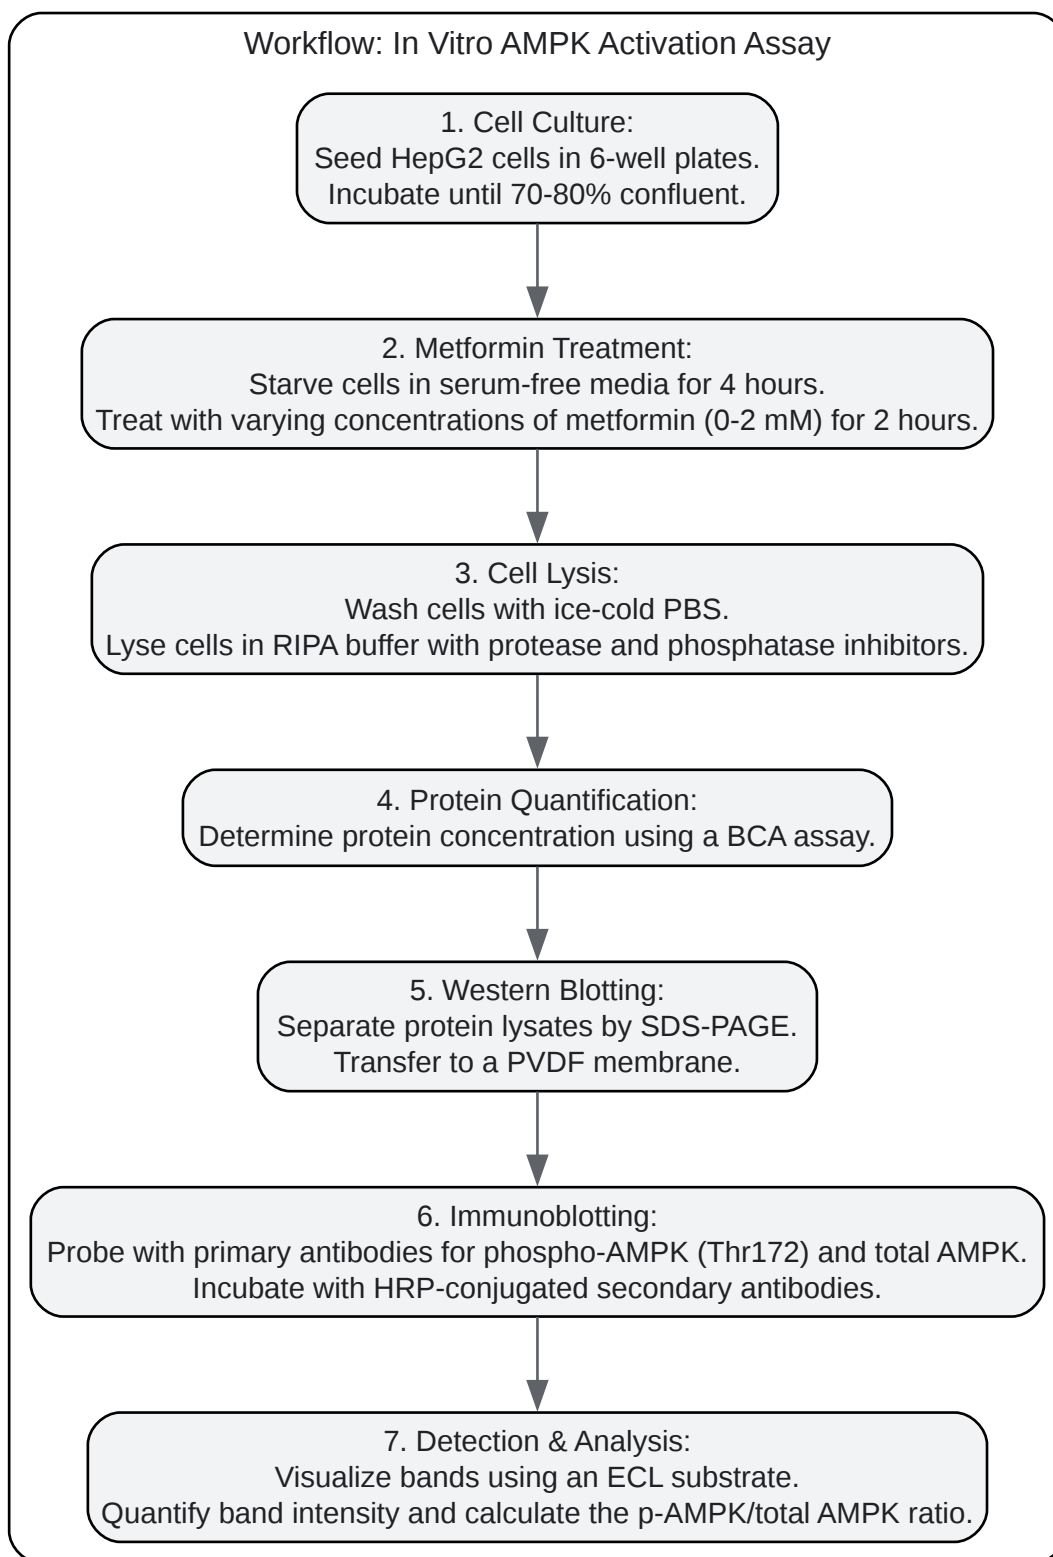 Workflow: In Vitro AMPK Activation Assay
1. Cell Culture:
Seed HepG2 cells in 6-well plates.
Incubate until 70-80% confluent.
2. Metformin Treatment:
Starve cells in serum-free media for 4 hours.
Treat with varying concentrations of metformin (0-2 mM) for 2 hours.
3. Cell Lysis:
Wash cells with ice-cold PBS.
Lyse cells in RIPA buffer with protease and phosphatase inhibitors.
4. Protein Quantification:
Determine protein concentration using a BCA assay.
5. Western Blotting:
Separate protein lysates by SDS-PAGE.
Transfer to a PVDF membrane.
6. Immunoblotting:
Probe with primary antibodies for phospho-AMPK (Thr172) and total AMPK.
Incubate with HRP-conjugated secondary antibodies.
7. Detection & Analysis:
Visualize bands using an ECL substrate.
Quantify band intensity and calculate the p-AMPK/total AMPK ratio.